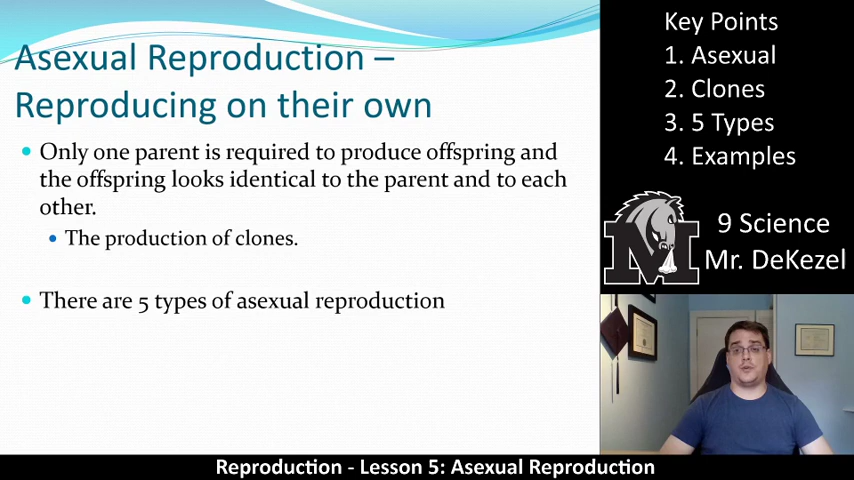 Asexual Reproduction –
Reproducing on their own
Only one parent is required to produce offspring and
the offspring looks identical to the parent and to each
other.
The production of clones.
There are 5 types of asexual reproduction
Key Points
1. Asexual
2. Clones
3. 5 Types
4. Examples
M
9 Science
Mr. DeKezel
Reproduction - Lesson 5: Asexual Reproduction